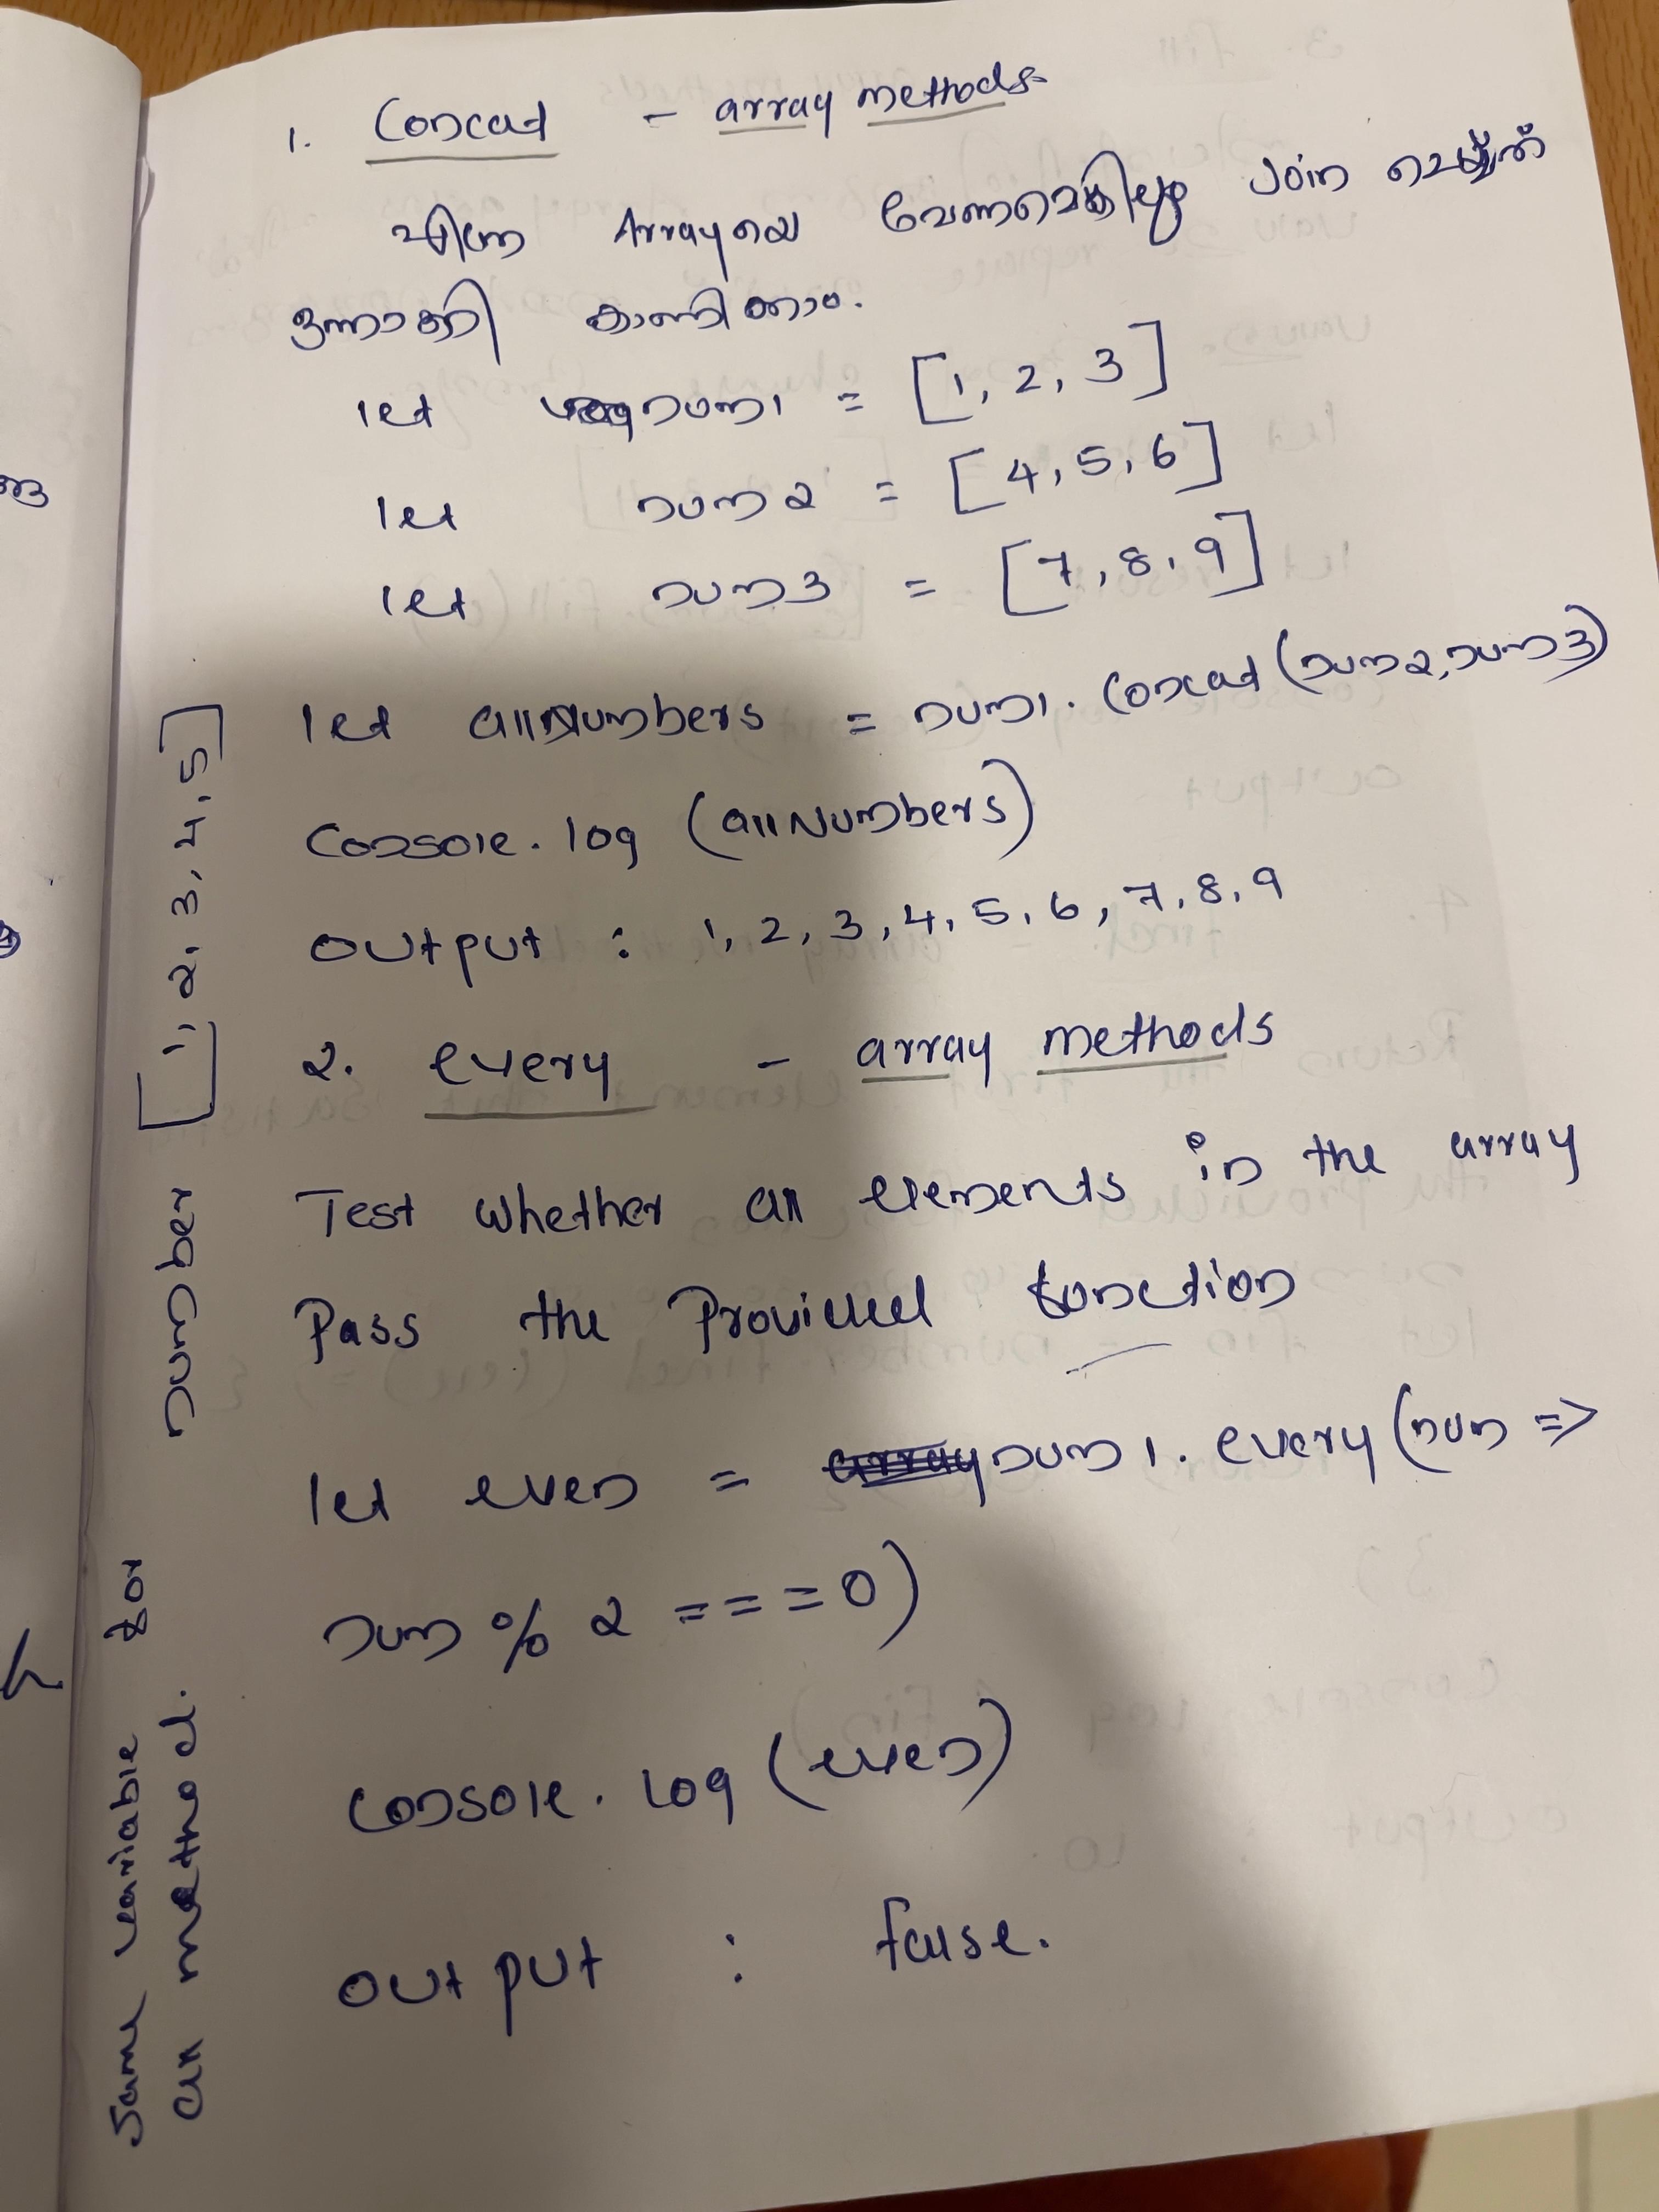 1. Concat - array methods
ഏത് Arrayയെ വേണമെങ്കിലും Join ചെയ്ത്
ഒന്നാക്കി കാണിക്കാം.
let num1 = [1, 2, 3]
let num2 = [4, 5, 6]
let num3 = [7, 8, 9]
let allNumbers = num1. Concat (num2, num3)
Console. log (allNumbers)
Output : 1, 2, 3, 4, 5, 6, 7, 8, 9
2. every - array methods
Test whether all elements in the array
Pass the Provided function
let even = num1. every (num =>
num % 2 === 0)
console. log (even)
output : false.
Same variable for number [1, 2, 3, 4, 5]
all method.